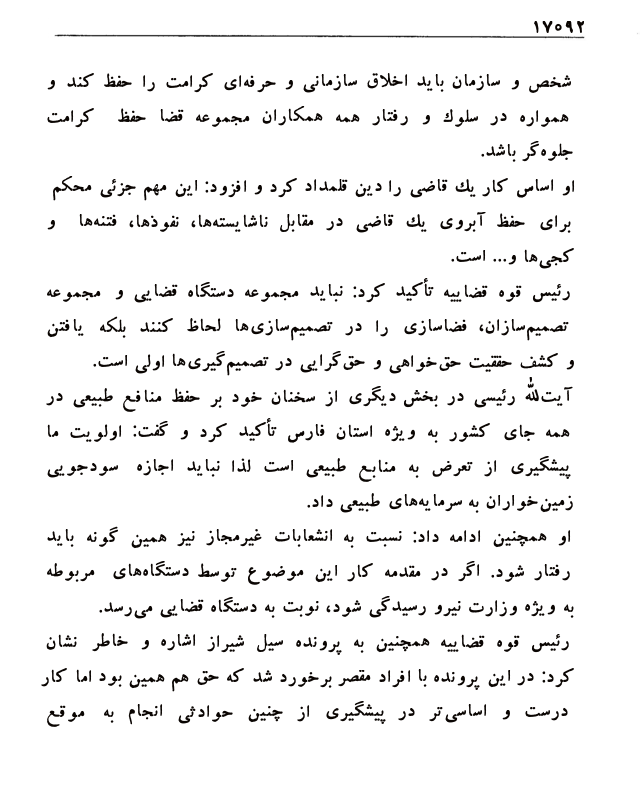 ۱۷۰۹۲
شخص و سازمان باید اخلاق سازمانی و حرفه‌ای کرامت را حفظ کند و
همواره در سلوك و رفتار همه همکاران مجموعه قضا حفظ کرامت
جلوه‌گر باشد.
او اساس کار يك قاضی را دین قلمداد کرد و افزود: این مهم جزئی محکم
برای حفظ آبروی يك قاضی در مقابل ناشایسته‌ها، نفوذها، فتنه‌ها و
کجی‌ها و... است.
رئیس قوه قضاییه تأکید کرد: نباید مجموعه دستگاه قضایی و مجموعه
تصمیم‌سازان، فضاسازی را در تصمیم‌سازی‌ها لحاظ کنند بلکه یافتن
و کشف حققیت حق‌خواهی و حق‌گرایی در تصمیم‌گیری‌ها اولی است.
آیت‌الله رئیسی در بخش دیگری از سخنان خود بر حفظ منافع طبیعی در
همه جای کشور به ویژه استان فارس تأکید کرد و گفت: اولویت ما
پیشگیری از تعرض به منابع طبیعی است لذا نباید اجازه سودجویی
زمین‌خواران به سرمایه‌های طبیعی داد.
او همچنین ادامه داد: نسبت به انشعابات غیرمجاز نیز همین گونه باید
رفتار شود. اگر در مقدمه کار این موضوع توسط دستگاه‌های مربوطه
به ویژه وزارت نیرو رسیدگی شود، نوبت به دستگاه قضایی می‌رسد.
رئیس قوه قضاییه همچنین به پرونده سیل شیراز اشاره و خاطر نشان
کرد: در این پرونده با افراد مقصر برخورد شد که حق هم همین بود اما کار
درست و اساسی‌تر در پیشگیری از چنین حوادثی انجام به موقع